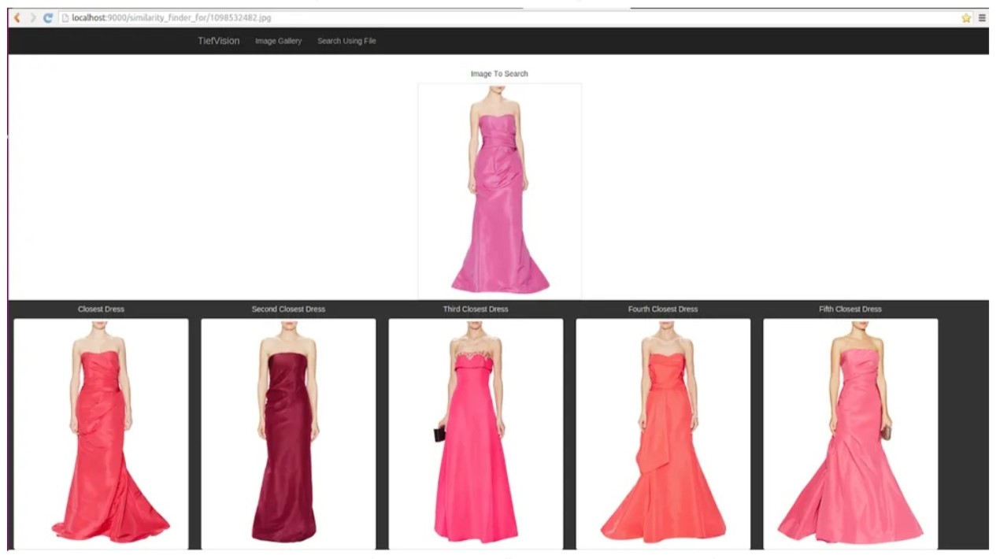 localhost:9000/similarity_finder_for/1098532482.jpg
TiefVision Image Gallery Search Using File
Image To Search
Closest Dress Second Closest Dress Third Closest Dress Fourth Closest Dress Fifth Closest Dress